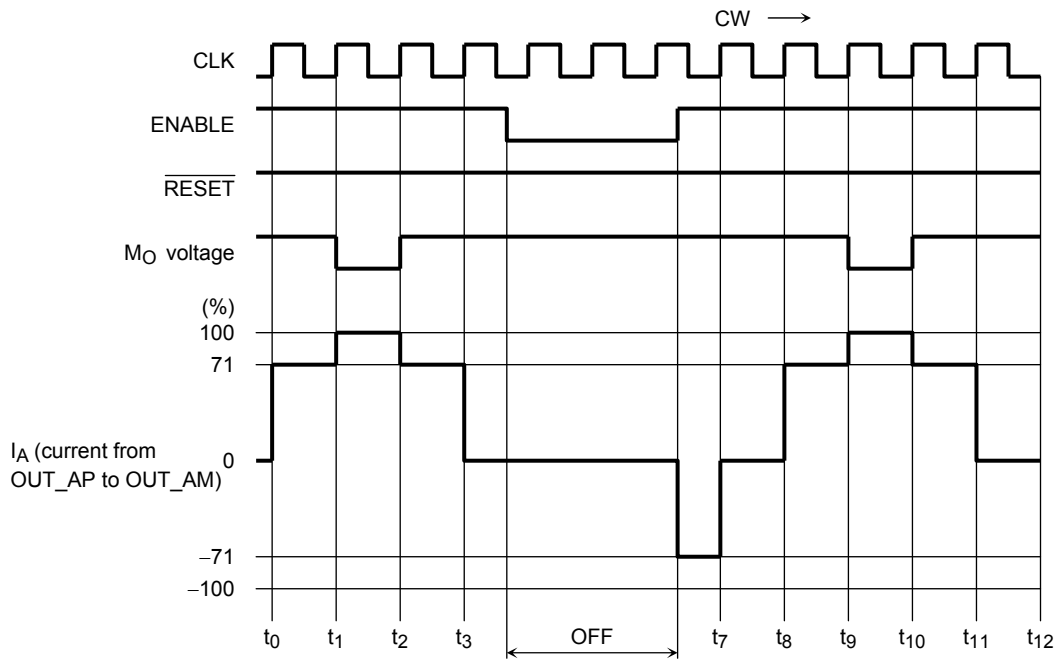 CW
CLK
ENABLE
RESET
MO voltage
(%)
100
71
IA (current from
OUT_AP to OUT_AM)
0
−71
−100
t0 t1 t2 t3 OFF t7 t8 t9 t10 t11 t12